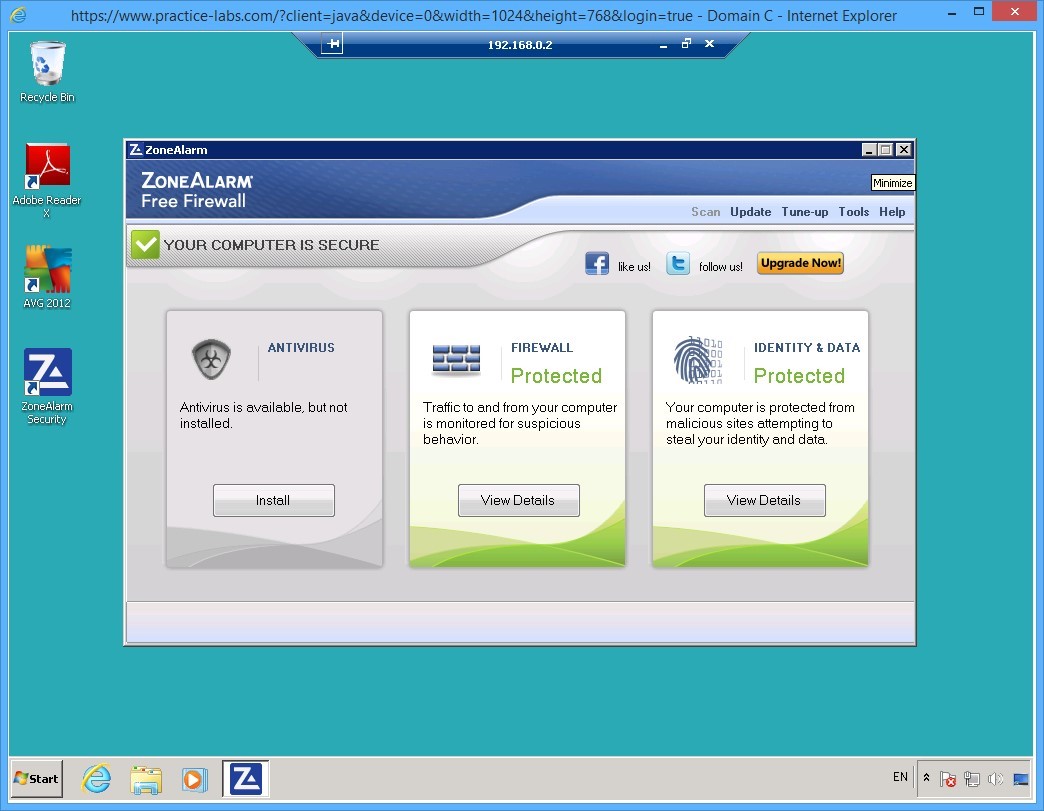 https://www.practice-labs.com/?client=java&device=0&width=1024&height=768&login=true - Domain C - Internet Explorer
192.168.0.2
Recycle Bin
Adobe Reader
X
AVG 2012
ZoneAlarm
Security
ZoneAlarm
ZONEALARM
Free Firewall
Minimize
Scan Update Tune-up Tools Help
YOUR COMPUTER IS SECURE
like us!
follow us!
Upgrade Now!
ANTIVIRUS
Antivirus is available, but not
installed.
Install
FIREWALL
Protected
Traffic to and from your computer
is monitored for suspicious
behavior.
View Details
IDENTITY & DATA
Protected
Your computer is protected from
malicious sites attempting to
steal your identity and data.
View Details
Start
EN